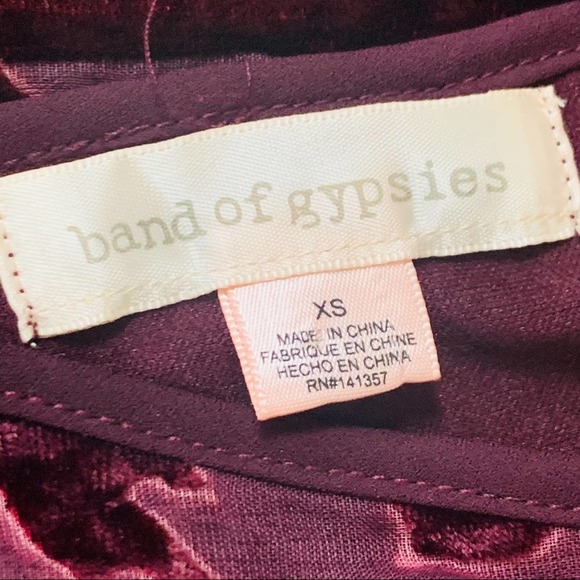 band of gypsies
XS
MADE IN CHINA
FABRIQUE EN CHINE
HECHO EN CHINA
RN#141357